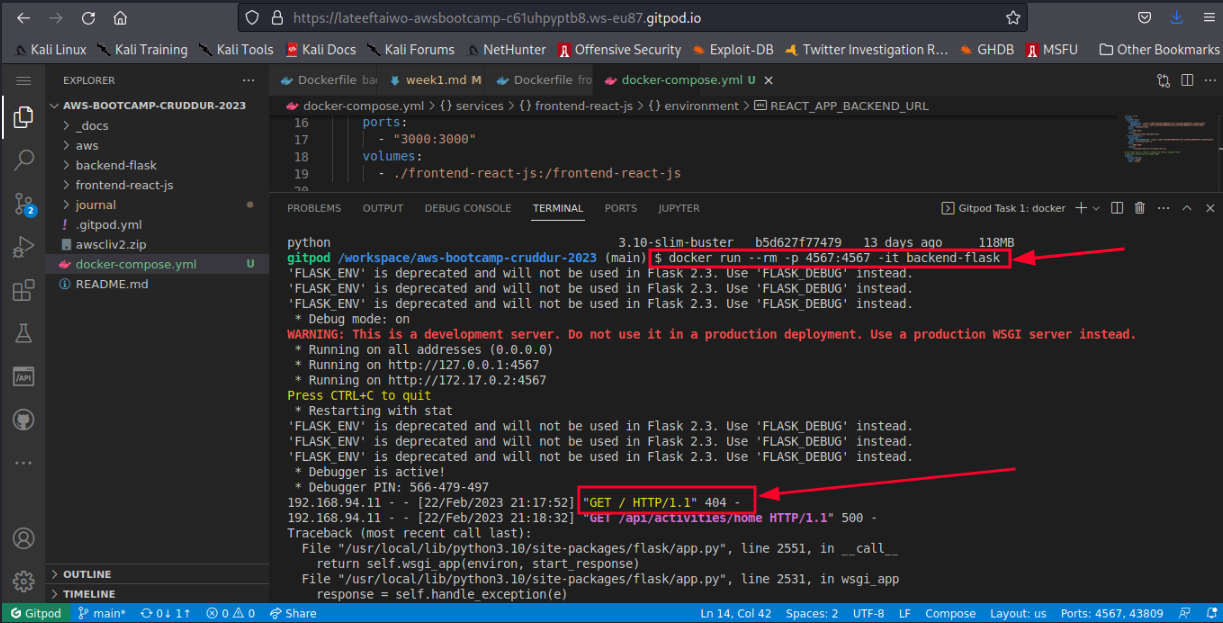 https://lateeftaiwo-awsbootcamp-c61uhpyptb8.ws-eu87.gitpod.io
Kali Linux Kali Training Kali Tools Kali Docs Kali Forums NetHunter Offensive Security Exploit-DB Twitter Investigation R... GHDB MSFU Other Bookmarks
EXPLORER
Dockerfile bac week1.md M Dockerfile fro docker-compose.yml U
AWS-BOOTCAMP-CRUDDUR-2023
docker-compose.yml > {} services > {} frontend-react-js > {} environment > REACT_APP_BACKEND_URL
_docs
aws
backend-flask
frontend-react-js
journal
.gitpod.yml
awscliv2.zip
docker-compose.yml U
README.md
2
/API
16 ports:
17 - "3000:3000"
18 volumes:
19 - ./frontend-react-js:/frontend-react-js
20
PROBLEMS OUTPUT DEBUG CONSOLE TERMINAL PORTS JUPYTER Gitpod Task 1: docker
python 3.10-slim-buster b5d627f77479 13 days ago 118MB
gitpod /workspace/aws-bootcamp-cruddur-2023 (main) $ docker run --rm -p 4567:4567 -it backend-flask
'FLASK_ENV' is deprecated and will not be used in Flask 2.3. Use 'FLASK_DEBUG' instead.
'FLASK_ENV' is deprecated and will not be used in Flask 2.3. Use 'FLASK_DEBUG' instead.
'FLASK_ENV' is deprecated and will not be used in Flask 2.3. Use 'FLASK_DEBUG' instead.
* Debug mode: on
WARNING: This is a development server. Do not use it in a production deployment. Use a production WSGI server instead.
* Running on all addresses (0.0.0.0)
* Running on http://127.0.0.1:4567
* Running on http://172.17.0.2:4567
Press CTRL+C to quit
* Restarting with stat
'FLASK_ENV' is deprecated and will not be used in Flask 2.3. Use 'FLASK_DEBUG' instead.
'FLASK_ENV' is deprecated and will not be used in Flask 2.3. Use 'FLASK_DEBUG' instead.
'FLASK_ENV' is deprecated and will not be used in Flask 2.3. Use 'FLASK_DEBUG' instead.
* Debugger is active!
* Debugger PIN: 566-479-497
192.168.94.11 - - [22/Feb/2023 21:17:52] "GET / HTTP/1.1" 404 -
192.168.94.11 - - [22/Feb/2023 21:18:32] "GET /api/activities/home HTTP/1.1" 500 -
Traceback (most recent call last):
File "/usr/local/lib/python3.10/site-packages/flask/app.py", line 2551, in __call__
return self.wsgi_app(environ, start_response)
File "/usr/local/lib/python3.10/site-packages/flask/app.py", line 2531, in wsgi_app
response = self.handle_exception(e)
OUTLINE
TIMELINE
Gitpod main* 0↓ 1↑ 0 0 Share Ln 14, Col 42 Spaces: 2 UTF-8 LF Compose Layout: us Ports: 4567, 43809